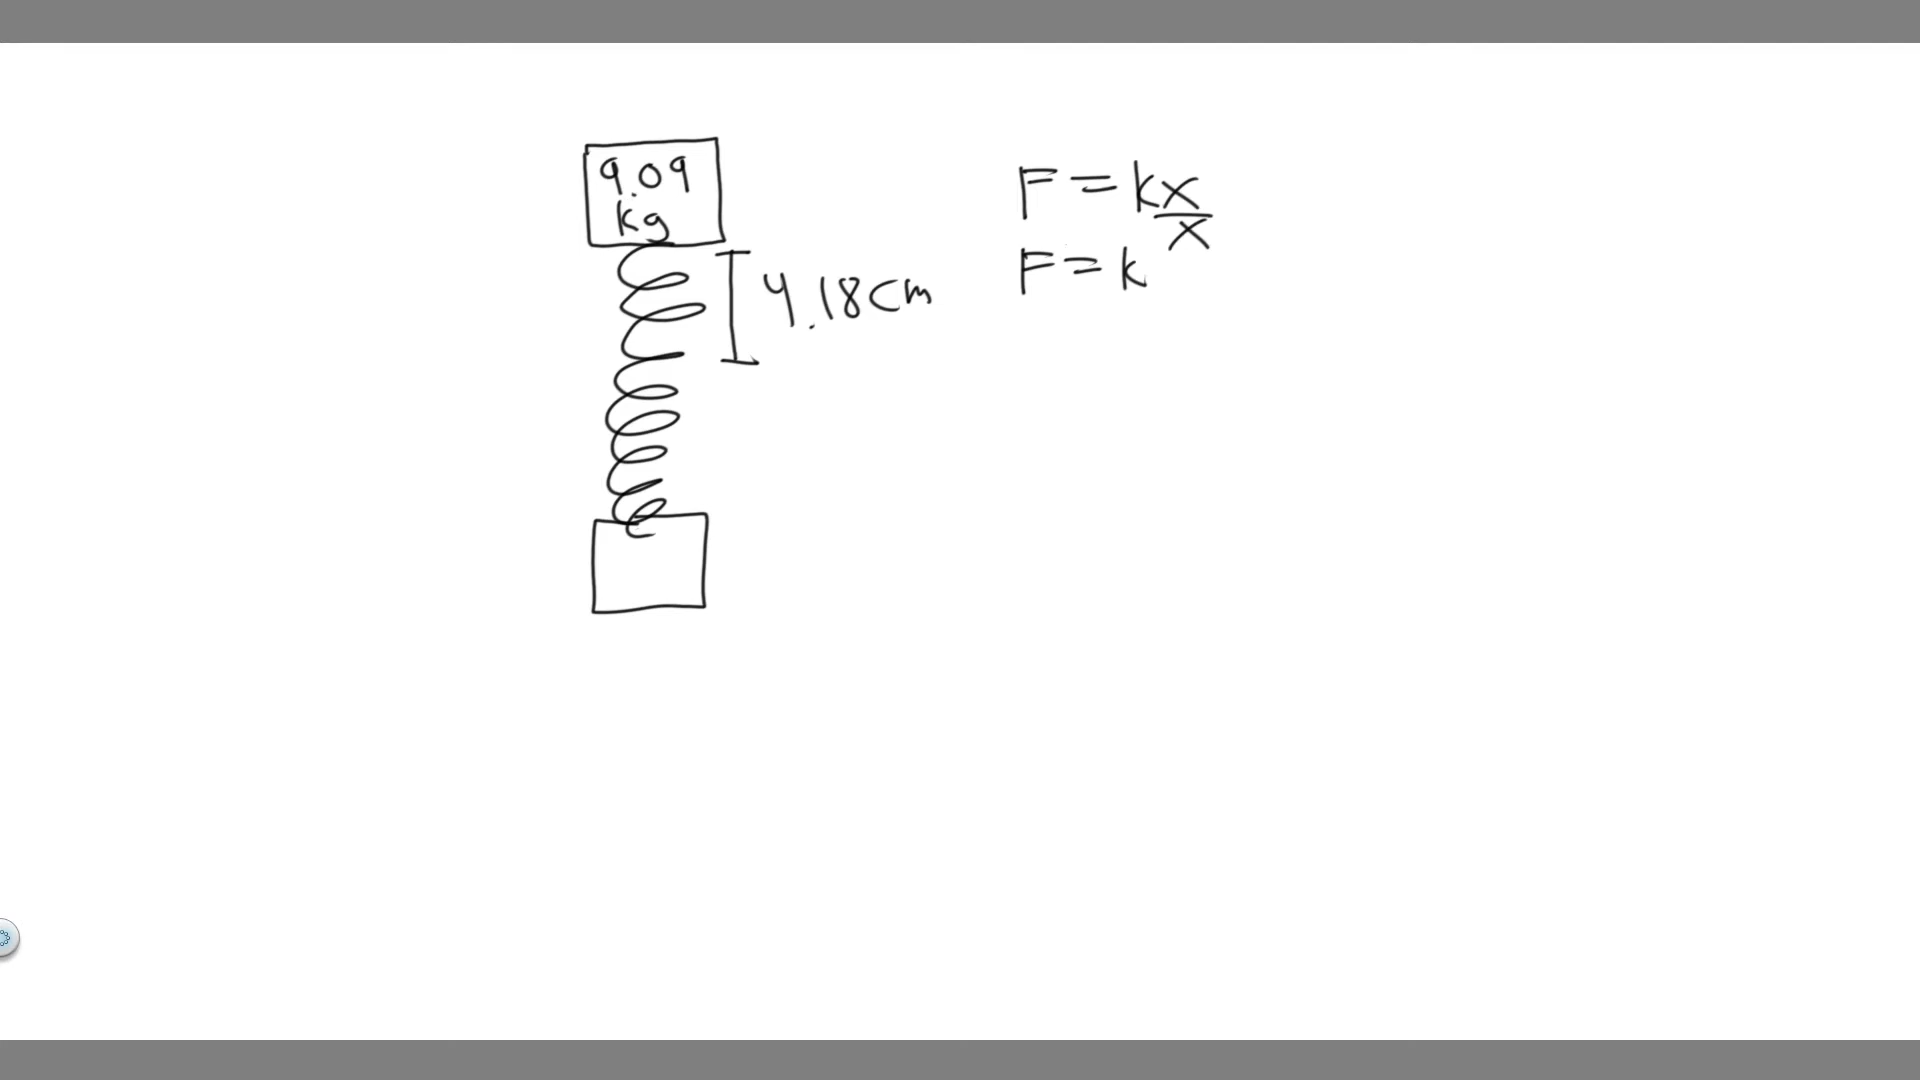 9.09
kg
4.18cm
F = kx
x
F = k